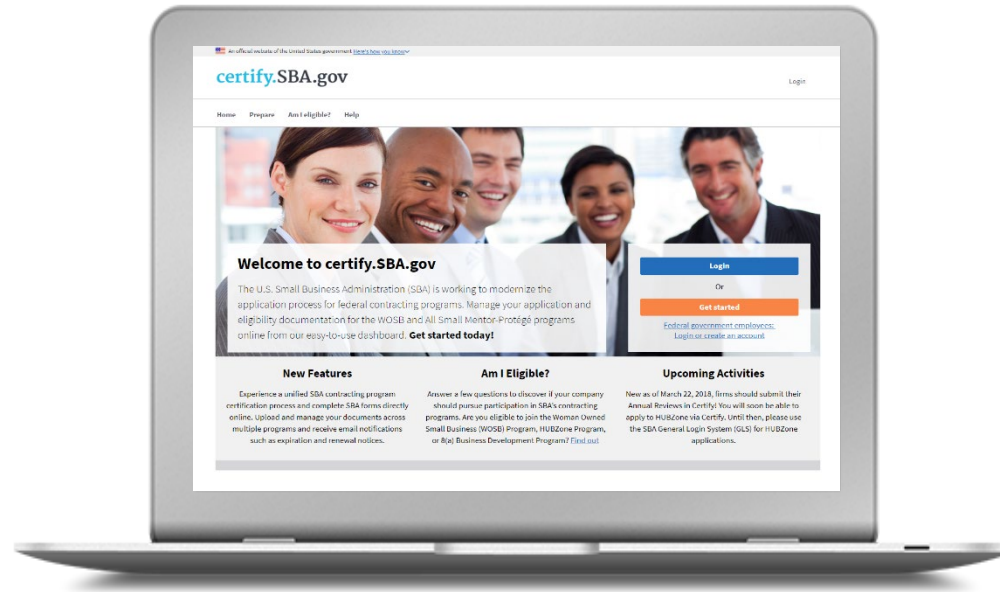 An official website of the United States government Here's how you know
certify.SBA.gov
Login
Home Prepare Am I eligible? Help
Welcome to certify.SBA.gov
The U.S. Small Business Administration (SBA) is working to modernize the
application process for federal contracting programs. Manage your application and
eligibility documentation for the WOSB and All Small Mentor-Protégé programs
online from our easy-to-use dashboard. Get started today!
Login
Or
Get started
Federal government employees:
Login or create an account
New Features
Experience a unified SBA contracting program
certification process and complete SBA forms directly
online. Upload and manage your documents across
multiple programs and receive email notifications
such as expiration and renewal notices.
Am I Eligible?
Answer a few questions to discover if your company
should pursue participation in SBA's contracting
programs. Are you eligible to join the Woman Owned
Small Business (WOSB) Program, HUBZone Program,
or 8(a) Business Development Program? Find out
Upcoming Activities
New as of March 22, 2018, firms should submit their
Annual Reviews in Certify! You will soon be able to
apply to HUBZone via Certify. Until then, please use
the SBA General Login System (GLS) for HUBZone
applications.